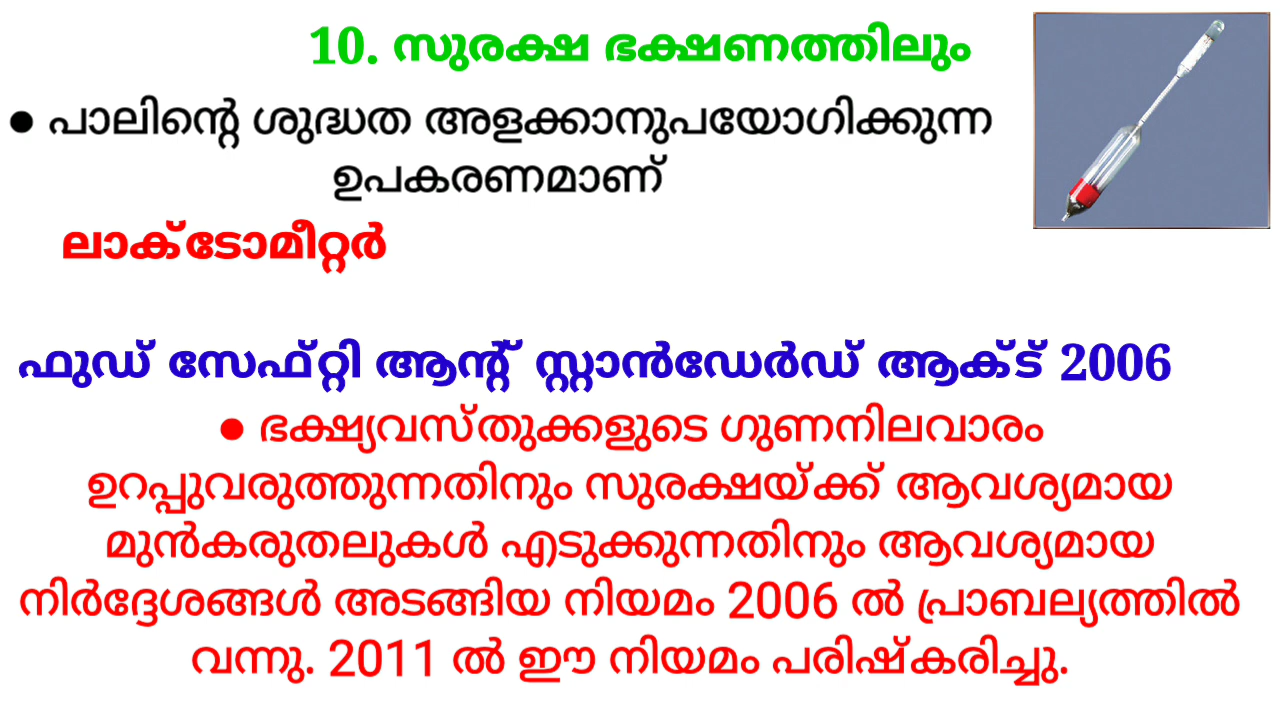 10. സുരക്ഷ ഭക്ഷണത്തിലും
● പാലിന്റെ ശുദ്ധത അളക്കാനുപയോഗിക്കുന്ന
ഉപകരണമാണ്
ലാക്ടോമീറ്റർ
ഫുഡ് സേഫ്റ്റി ആന്റ് സ്റ്റാൻഡേർഡ് ആക്ട് 2006
● ഭക്ഷ്യവസ്തുക്കളുടെ ഗുണനിലവാരം
ഉറപ്പുവരുത്തുന്നതിനും സുരക്ഷയ്ക്ക് ആവശ്യമായ
മുൻകരുതലുകൾ എടുക്കുന്നതിനും ആവശ്യമായ
നിർദ്ദേശങ്ങൾ അടങ്ങിയ നിയമം 2006 ൽ പ്രാബല്യത്തിൽ
വന്നു. 2011 ൽ ഈ നിയമം പരിഷ്കരിച്ചു.